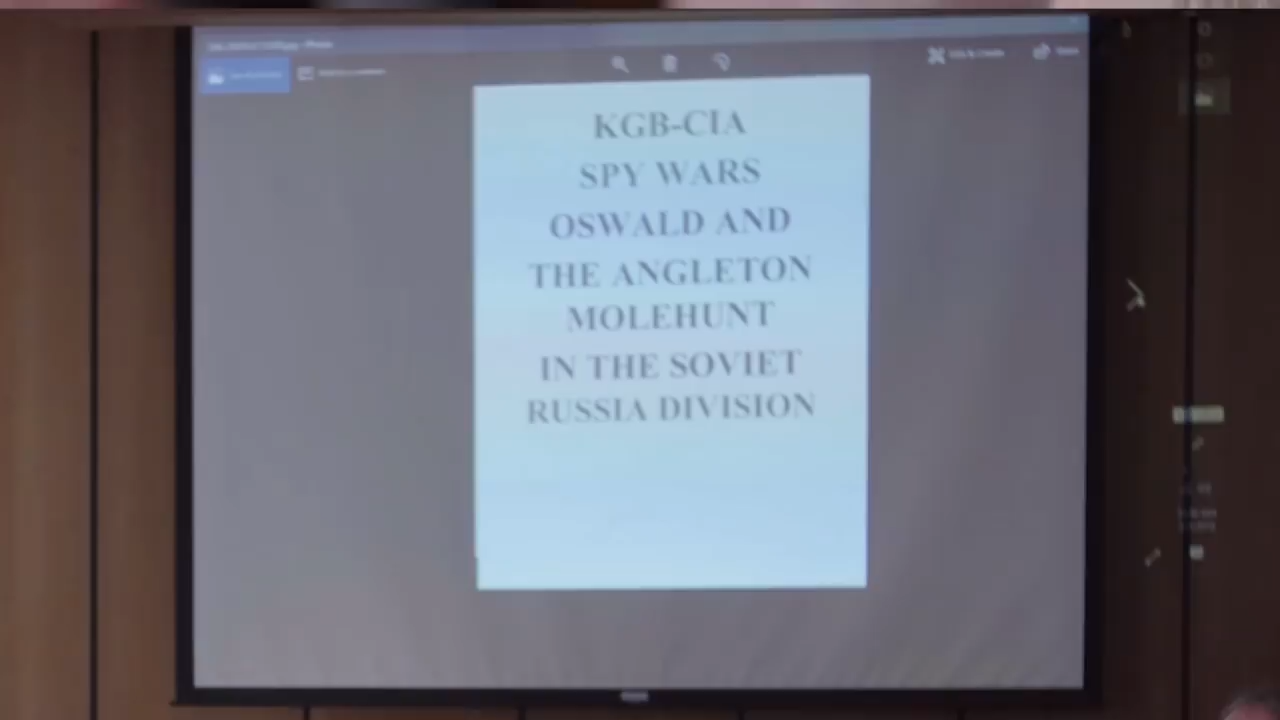 KGB-CIA
SPY WARS
OSWALD AND
THE ANGLETON
MOLEHUNT
IN THE SOVIET
RUSSIA DIVISION